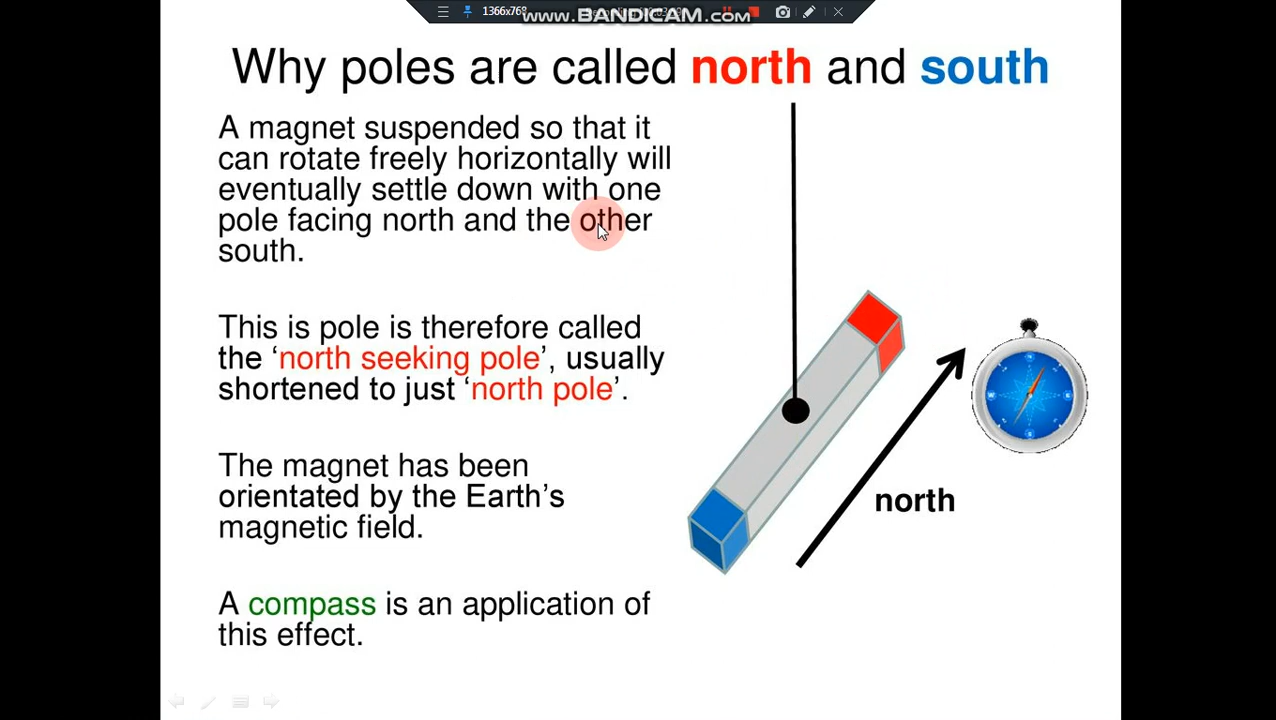 1366x768
www.BANDICAM.com
Why poles are called north and south
A magnet suspended so that it
can rotate freely horizontally will
eventually settle down with one
pole facing north and the other
south.
This is pole is therefore called
the ‘north seeking pole’, usually
shortened to just ‘north pole’.
The magnet has been
orientated by the Earth’s
magnetic field.
A compass is an application of
this effect.
north